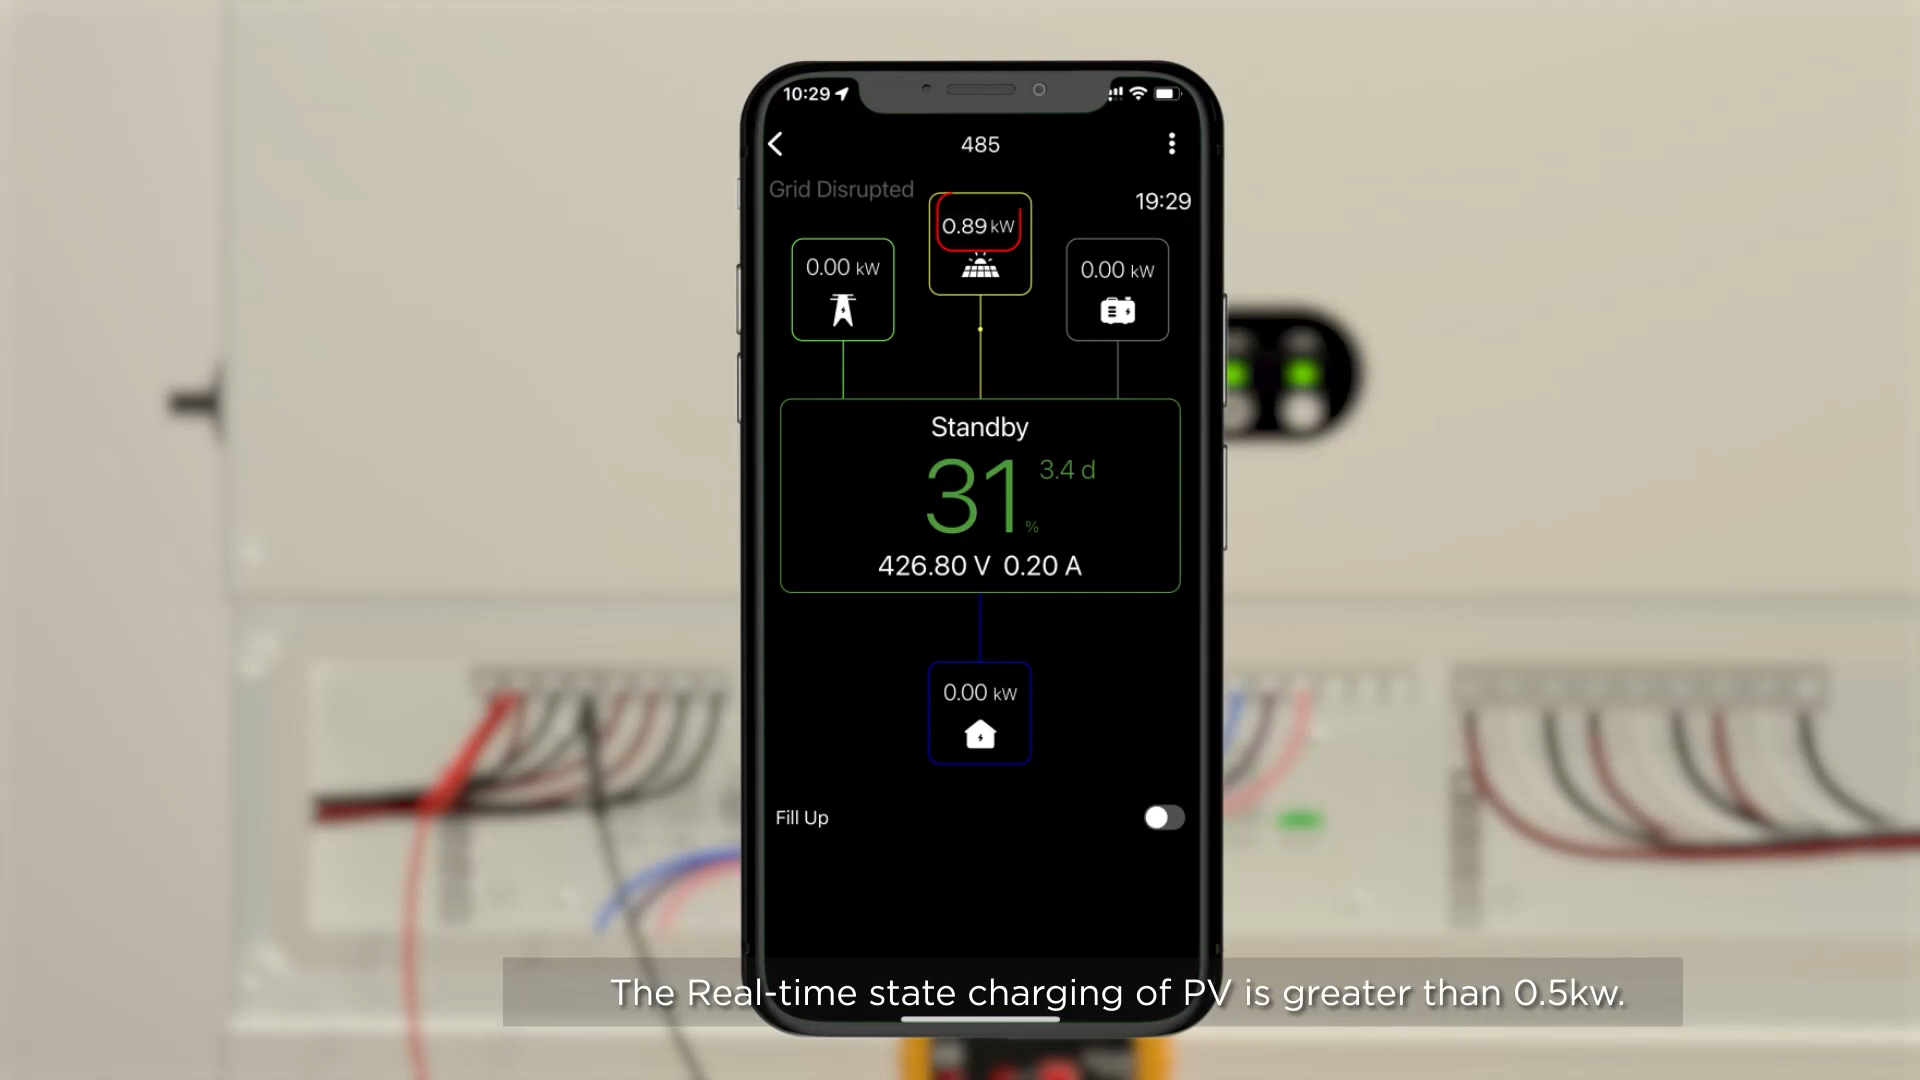 10:29
485
Grid Disrupted
19:29
0.89 kW
0.00 kW
0.00 kW
Standby
31 %
3.4 d
426.80 V 0.20 A
0.00 kW
Fill Up
The Real-time state charging of PV is greater than 0.5kw.